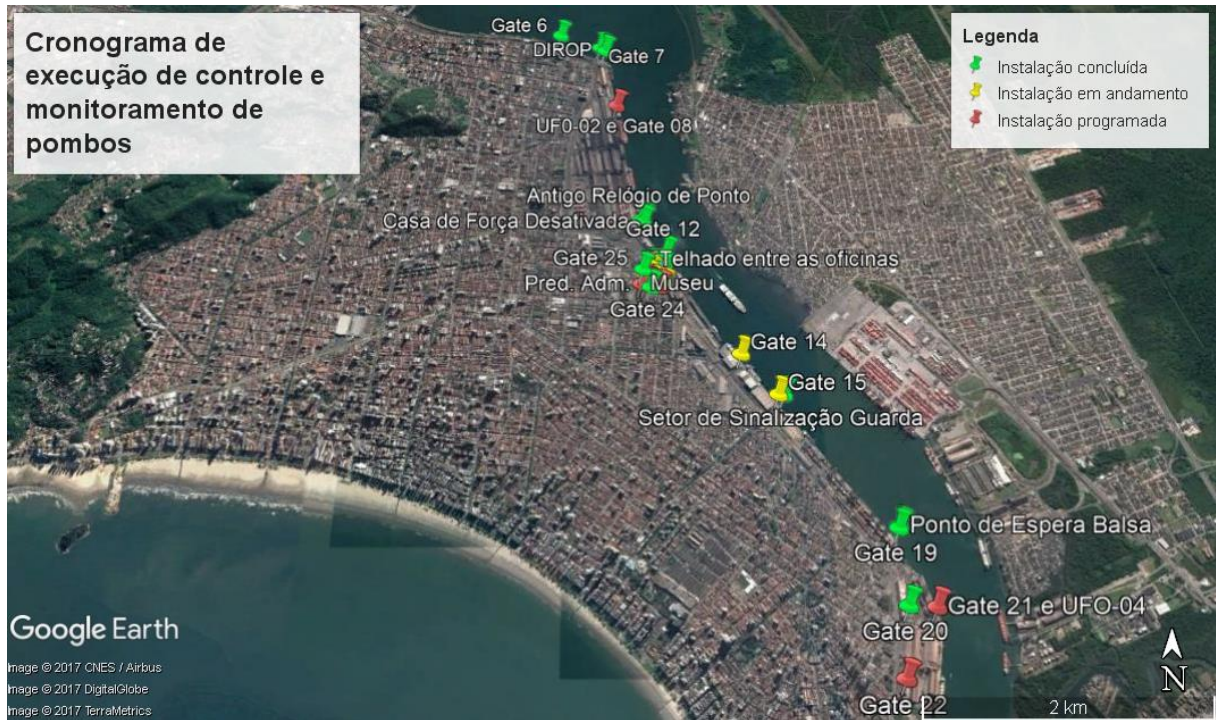 Cronograma de
execução de controle e
monitoramento de
pombos
Legenda
Instalação concluída
Instalação em andamento
Instalação programada
Gate 6
DIROP
Gate 7
UF0-02 e Gate 08
Antigo Relógio de Ponto
Casa de Força Desativada
Gate 12
Gate 25
Telhado entre as oficinas
Pred. Adm.
Museu
Gate 24
Gate 14
Gate 15
Setor de Sinalização Guarda
Ponto de Espera Balsa
Gate 19
Gate 21 e UFO-04
Gate 20
Gate 22
Google Earth
Image © 2017 CNES / Airbus
Image © 2017 DigitalGlobe
Image © 2017 TerraMetrics
N
2 km